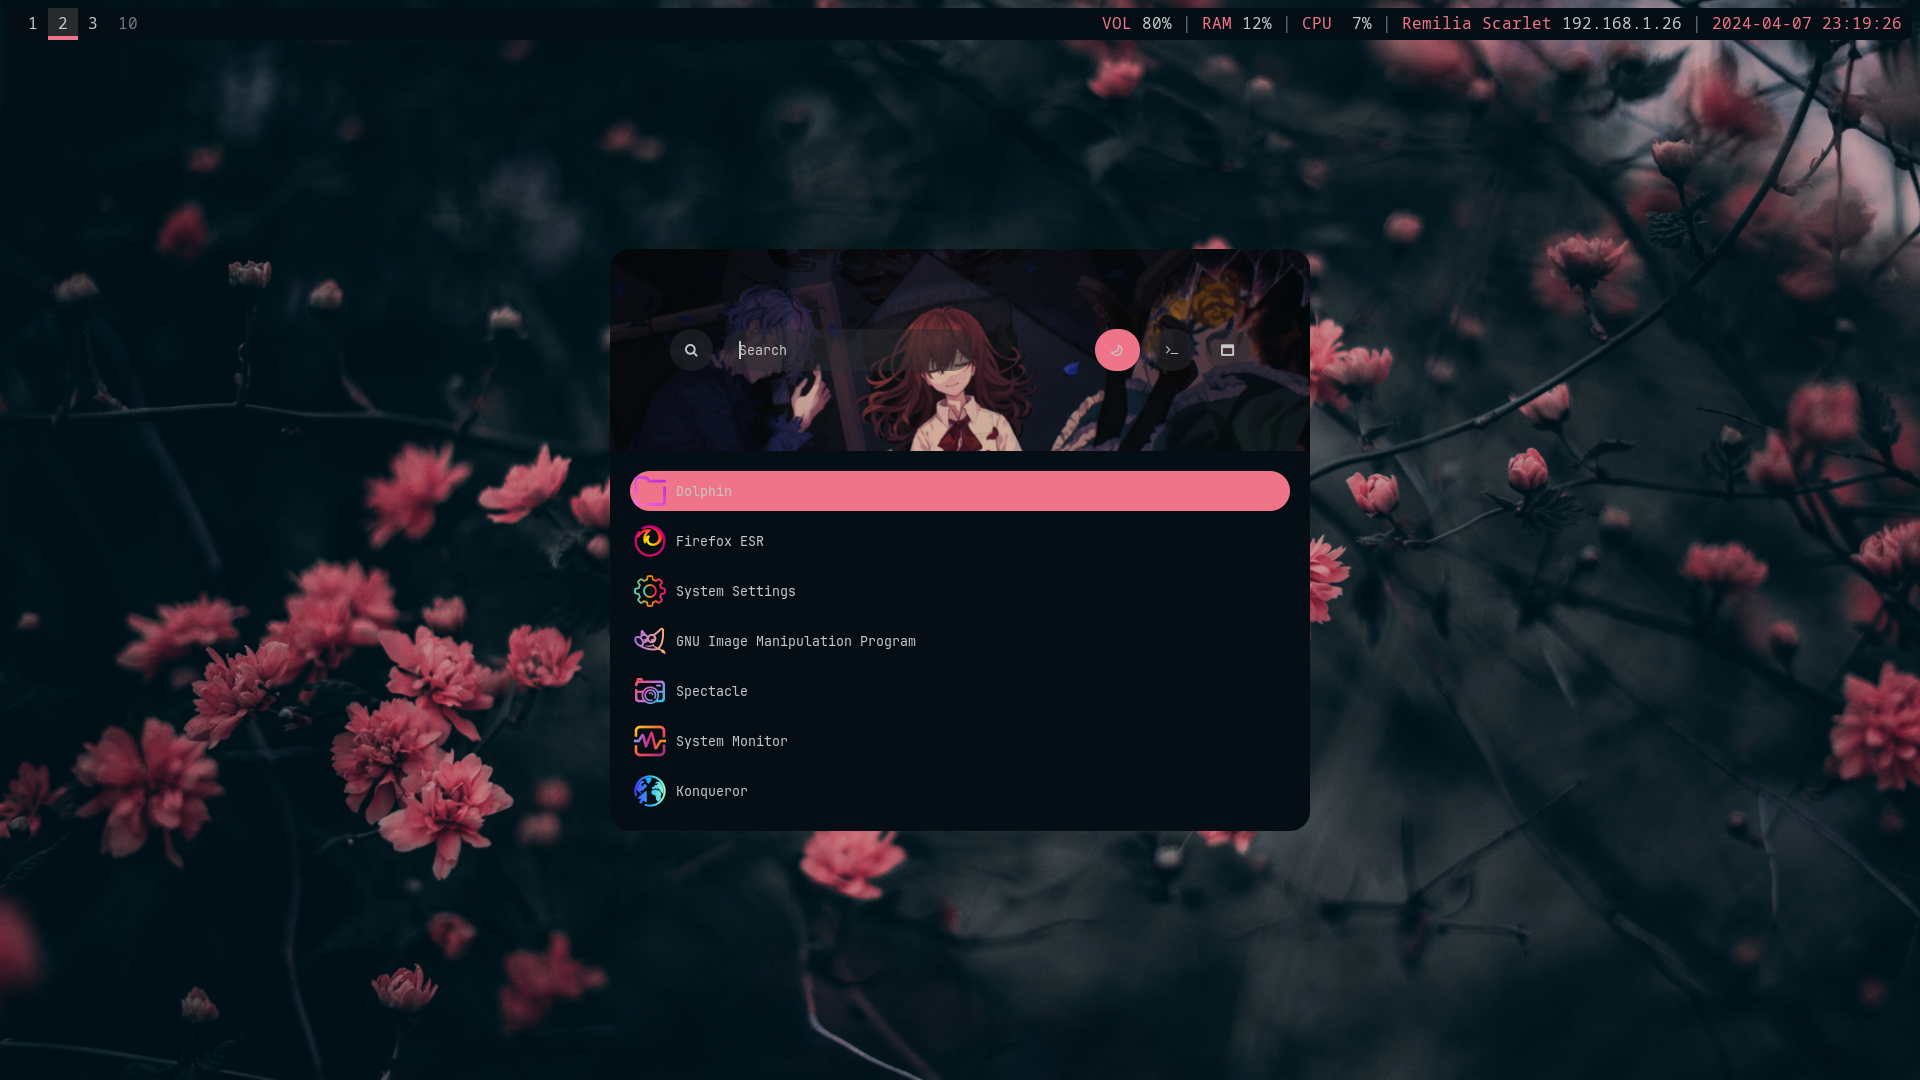 1 2 3 10
VOL 80% | RAM 12% | CPU 7% | Remilia Scarlet 192.168.1.26 | 2024-04-07 23:19:26
Search
Dolphin
Firefox ESR
System Settings
GNU Image Manipulation Program
Spectacle
System Monitor
Konqueror